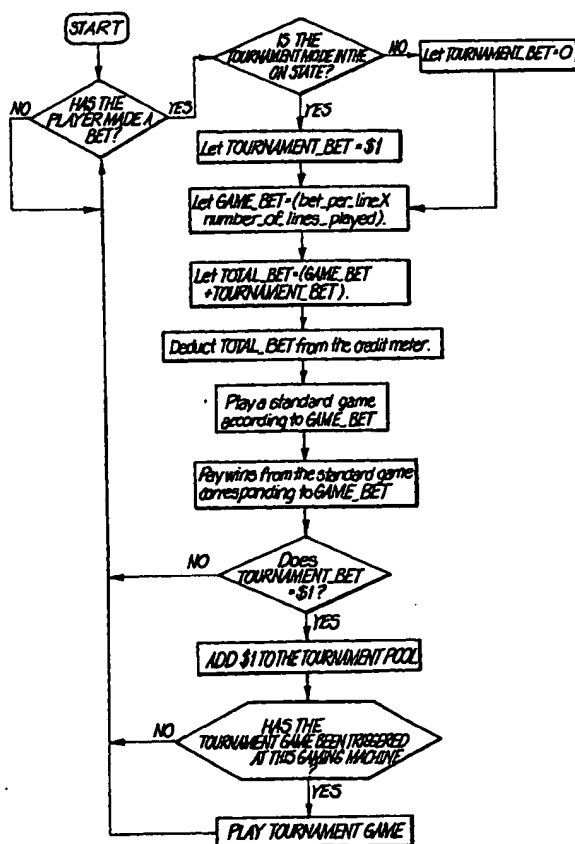 START
HAS THE
PLAYER MADE A
BET?
NO
YES
IS THE
TOURNAMENT MODE IN THE
ON STATE?
NO
Let TOURNAMENT_BET=0
YES
Let TOURNAMENT_BET = $1
Let GAME_BET=(bet_per_line X
number_of_lines_played).
Let TOTAL_BET=(GAME_BET
+TOURNAMENT_BET).
Deduct TOTAL_BET from the credit meter.
Play a standard game
according to GAME_BET
Pay wins from the standard game
corresponding to GAME_BET
Does
TOURNAMENT_BET
= $1?
NO
YES
ADD $1 TO THE TOURNAMENT POOL
HAS THE
TOURNAMENT GAME BEEN TRIGGERED
AT THIS GAMING MACHINE
?
NO
YES
PLAY TOURNAMENT GAME